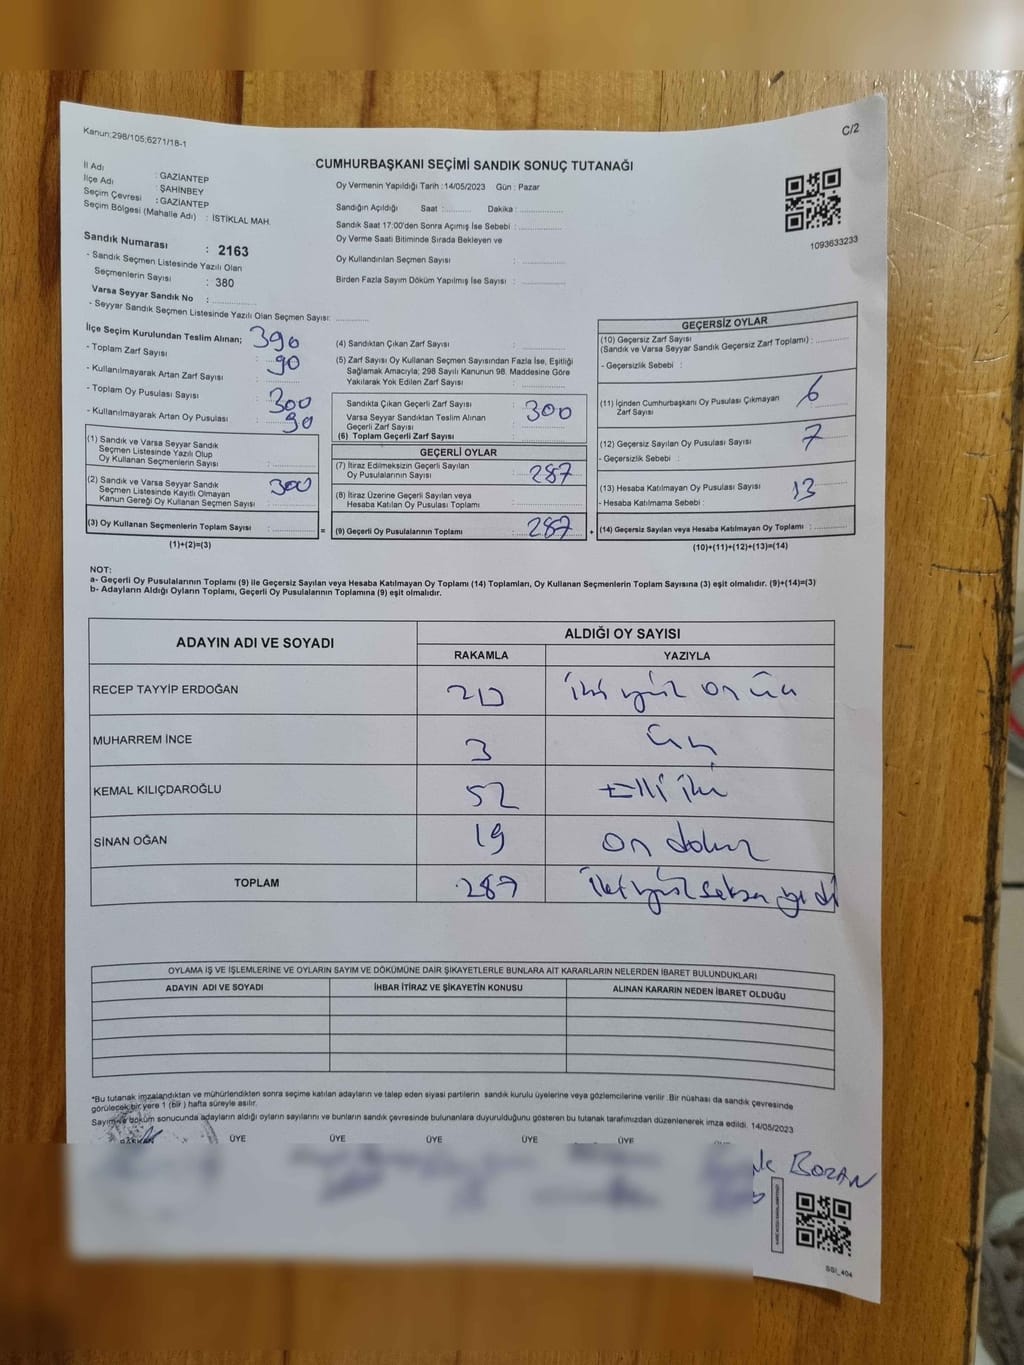 Kanun:298/105;6271/18-1
C/2
CUMHURBAŞKANI SEÇİMİ SANDIK SONUÇ TUTANAĞI
İl Adı : GAZİANTEP
İlçe Adı : ŞAHİNBEY
Seçim Çevresi : GAZİANTEP
Seçim Bölgesi (Mahalle Adı) : İSTİKLAL MAH.
Oy Vermenin Yapıldığı Tarih :14/05/2023 Gün : Pazar
Sandığın Açıldığı Saat :.......... Dakika : ................
Sandık Saat 17:00'den Sonra Açımış İse Sebebi : ................
Oy Verme Saati Bitiminde Sırada Bekleyen ve
Oy Kullandırılan Seçmen Sayısı : ................
Birden Fazla Sayım Döküm Yapılmış İse Sayısı : ................
1093633233
Sandık Numarası : 2163
- Sandık Seçmen Listesinde Yazılı Olan
Seçmenlerin Sayısı : 380
Varsa Seyyar Sandık No : ................
- Seyyar Sandık Seçmen Listesinde Yazılı Olan Seçmen Sayısı: ............
İlçe Seçim Kurulundan Teslim Alınan;
- Toplam Zarf Sayısı : 390
- Kullanılmayarak Artan Zarf Sayısı : 90
- Toplam Oy Pusulası Sayısı : 300
- Kullanılmayarak Artan Oy Pusulası : 90
(1) Sandık ve Varsa Seyyar Sandık
Seçmen Listesinde Yazılı Olup
Oy Kullanan Seçmenlerin Sayısı : ................
(2) Sandık ve Varsa Seyyar Sandık
Seçmen Listesinde Kayıtlı Olmayan
Kanun Gereği Oy Kullanan Seçmen Sayısı : 300
(3) Oy Kullanan Seçmenlerin Toplam Sayısı : ................ =
(1)+(2)=(3)
(4) Sandıktan Çıkan Zarf Sayısı : ................
(5) Zarf Sayısı Oy Kullanan Seçmen Sayısından Fazla İse, Eşitliği
Sağlamak Amacıyla; 298 Sayılı Kanunun 98. Maddesine Göre
Yakılarak Yok Edilen Zarf Sayısı : ................
Sandıkta Çıkan Geçerli Zarf Sayısı : 300
Varsa Seyyar Sandıktan Teslim Alınan
Geçerli Zarf Sayısı : ................
(6) Toplam Geçerli Zarf Sayısı : ................
GEÇERLİ OYLAR
(7) İtiraz Edilmeksizin Geçerli Sayılan
Oy Pusulalarının Sayısı : 287
(8) İtiraz Üzerine Geçerli Sayılan veya
Hesaba Katılan Oy Pusulası Toplamı : ................
(9) Geçerli Oy Pusulalarının Toplamı : 287 +
GEÇERSİZ OYLAR
(10) Geçersiz Zarf Sayısı
(Sandık ve Varsa Seyyar Sandık Geçersiz Zarf Toplamı) : ............
- Geçersizlik Sebebi :
(11) İçinden Cumhurbaşkanı Oy Pusulası Çıkmayan
Zarf Sayısı : 6
(12) Geçersiz Sayılan Oy Pusulası Sayısı : 7
- Geçersizlik Sebebi :
(13) Hesaba Katılmayan Oy Pusulası Sayısı : 13
- Hesaba Katılmama Sebebi :
(14) Geçersiz Sayılan veya Hesaba Katılmayan Oy Toplamı : ............
(10)+(11)+(12)+(13)=(14)
NOT:
a- Geçerli Oy Pusulalarının Toplamı (9) ile Geçersiz Sayılan veya Hesaba Katılmayan Oy Toplamı (14) Toplamları, Oy Kullanan Seçmenlerin Toplam Sayısına (3) eşit olmalıdır. (9)+(14)=(3)
b- Adayların Aldığı Oyların Toplamı, Geçerli Oy Pusulalarının Toplamına (9) eşit olmalıdır.
ADAYIN ADI VE SOYADI ALDIĞI OY SAYISI
RAKAMLA YAZIYLA
RECEP TAYYİP ERDOĞAN 213 iki yüz on üç
MUHARREM İNCE 3 üç
KEMAL KILIÇDAROĞLU 52 Elli iki
SİNAN OĞAN 19 on dokuz
TOPLAM 287 iki yüz seksen yedi
OYLAMA İŞ VE İŞLEMLERİNE VE OYLARIN SAYIM VE DÖKÜMÜNE DAİR ŞİKAYETLERLE BUNLARA AİT KARARLARIN NELERDEN İBARET BULUNDUKLARI
ADAYIN ADI VE SOYADI İHBAR İTİRAZ VE ŞİKAYETİN KONUSU ALINAN KARARIN NEDEN İBARET OLDUĞU
*Bu tutanak imzalandıktan ve mühürlendikten sonra seçime katılan adayların ve talep eden siyasi partilerin sandık kurulu üyelerine veya gözlemcilerine verilir. Bir nüshası da sandık çevresinde
görülecek bir yere 1 (bir ) hafta süreyle asılır.
Sayım ve döküm sonucunda adayların aldığı oyların sayılarını ve bunların sandık çevresinde bulunanlara duyurulduğunu gösteren bu tutanak tarafımızdan düzenlenerek imza edildi. 14/05/2023
BAŞKAN ÜYE ÜYE ÜYE ÜYE ÜYE
BOZAN
SSI_404